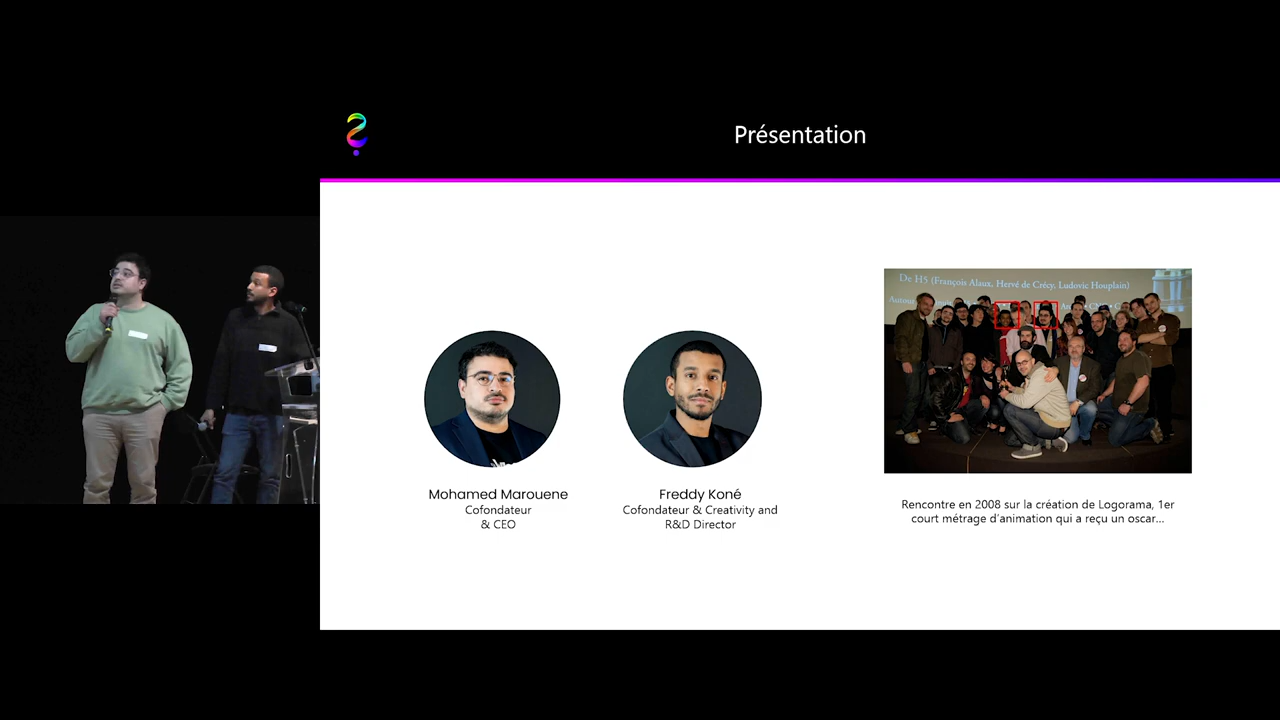 Présentation
De H5 (François Alaux, Hervé de Crécy, Ludovic Houplain)
Mohamed Marouene
Cofondateur
& CEO
Freddy Koné
Cofondateur & Creativity and
R&D Director
Rencontre en 2008 sur la création de Logorama, 1er
court métrage d'animation qui a reçu un oscar...